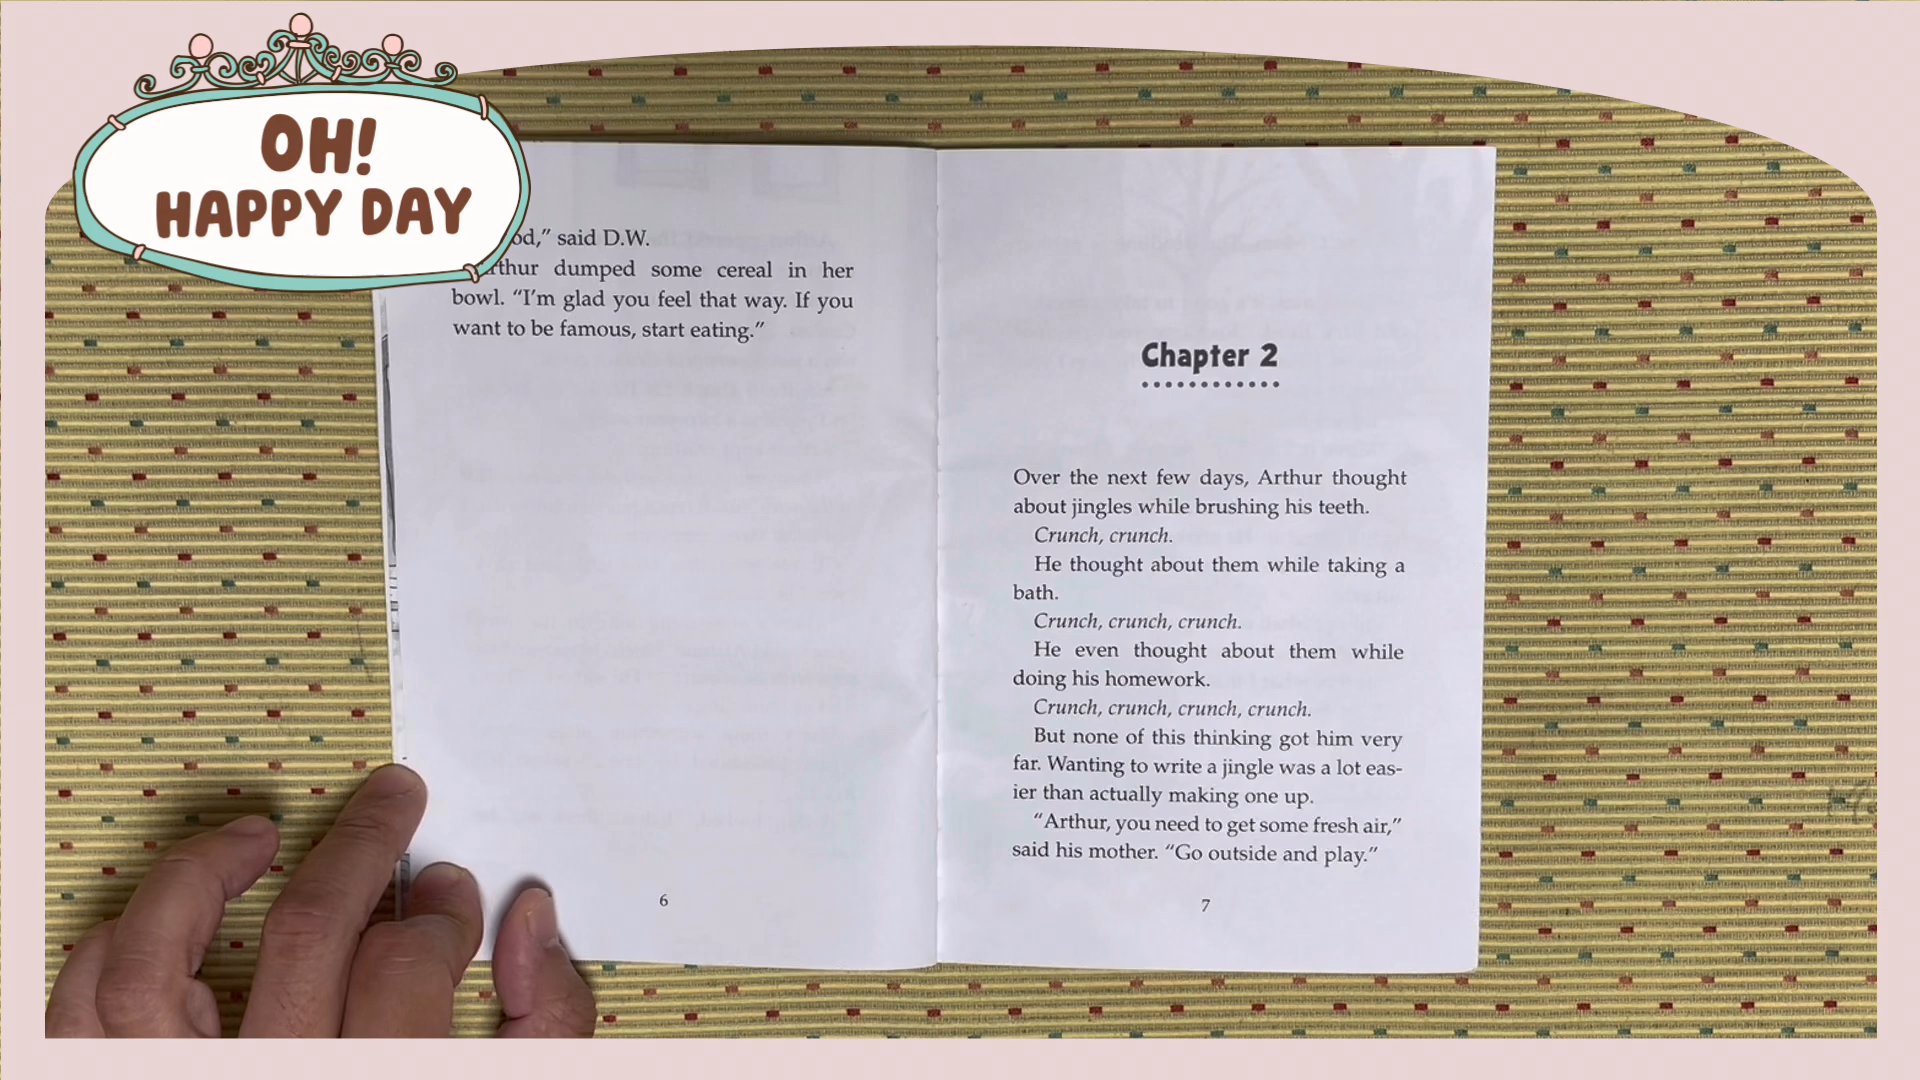 OH!
HAPPY DAY
said D.W.
dumped some cereal in her
bowl. “I’m glad you feel that way. If you
want to be famous, start eating.”
6
Chapter 2
Over the next few days, Arthur thought
about jingles while brushing his teeth.
Crunch, crunch.
He thought about them while taking a
bath.
Crunch, crunch, crunch.
He even thought about them while
doing his homework.
Crunch, crunch, crunch, crunch.
But none of this thinking got him very
far. Wanting to write a jingle was a lot eas-
ier than actually making one up.
“Arthur, you need to get some fresh air,”
said his mother. “Go outside and play.”
7